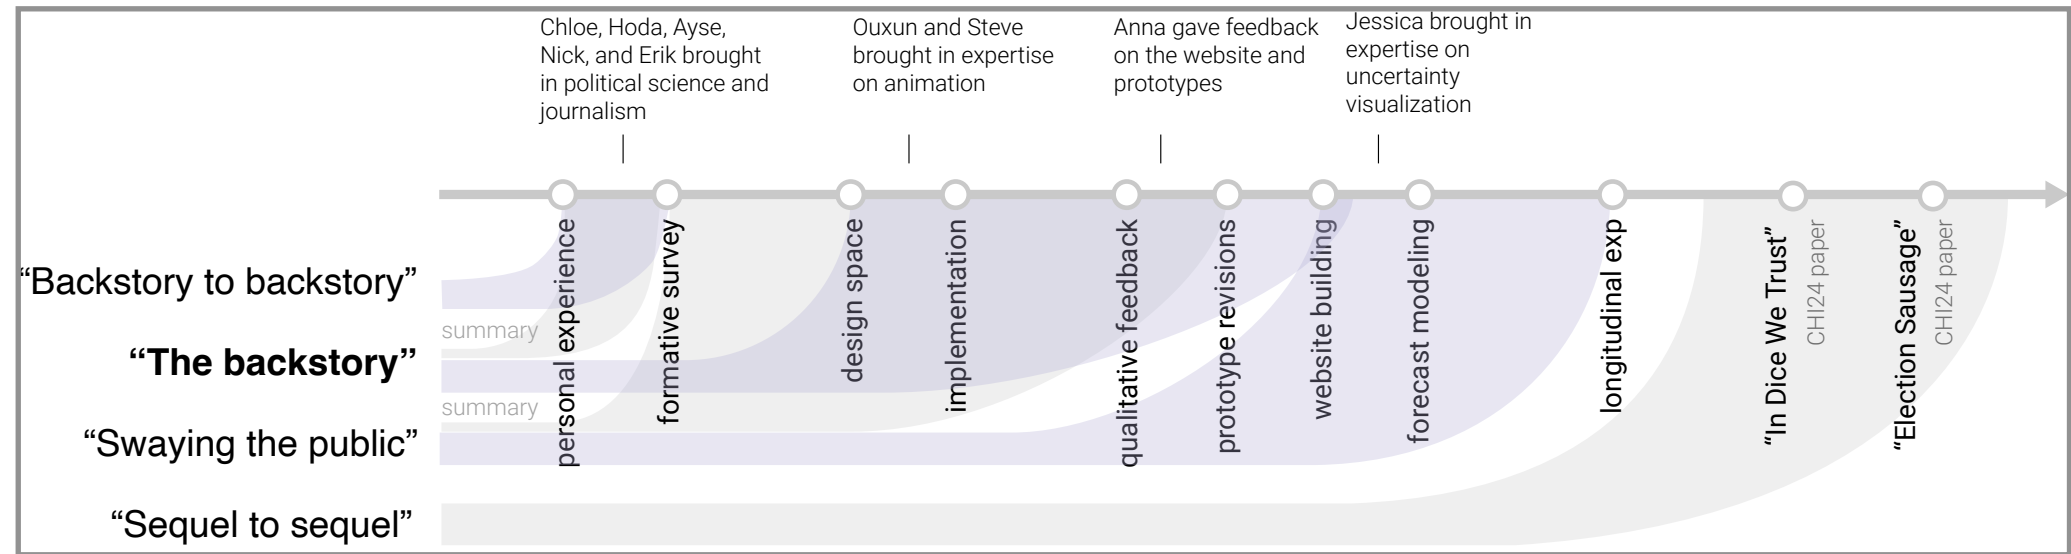 Chloe, Hoda, Ayse,
Nick, and Erik brought
in political science and
journalism
Ouxun and Steve
brought in expertise
on animation
Anna gave feedback
on the website and
prototypes
Jessica brought in
expertise on
uncertainty
visualization
personal experience
formative survey
design space
implementation
qualitative feedback
prototype revisions
website building
forecast modeling
longitudinal exp
“In Dice We Trust”
CHI24 paper
“Election Sausage”
CHI24 paper
“Backstory to backstory”
summary
“The backstory”
summary
“Swaying the public”
“Sequel to sequel”